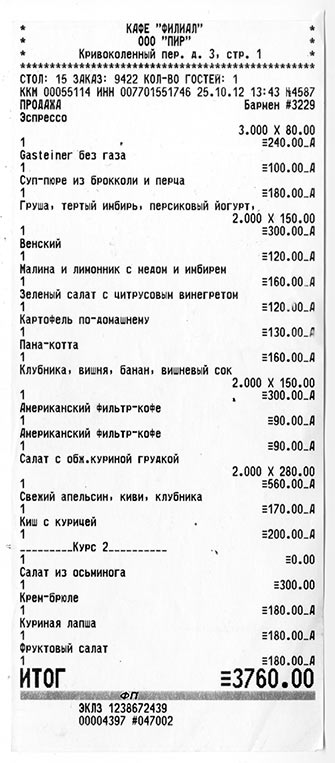 * КАФЕ "ФИЛИАЛ" *
* ООО "ПИР" *
* Кривоколенный пер. д. 3, стр. 1 *
****************************************
СТОЛ: 15 ЗАКАЗ: 9422 КОЛ-ВО ГОСТЕЙ: 1
ККМ 00055114 ИНН 007701551746 25.10.12 13:43 №4587
ПРОДАЖА Бармен #3229
Эспрессо
3.000 X 80.00
1 ≡240.00_А
Gasteiner без газа
1 ≡100.00_А
Суп-пюре из брокколи и перца
1 ≡180.00_А
Груша, тертый имбирь, персиковый йогурт,
2.000 X 150.00
1 ≡300.00_А
Венский
1 ≡120.00_А
Малина и лимонник с медом и имбирем
1 ≡160.00_А
Зеленый салат с цитрусовым винегретом
1 ≡120.00_А
Картофель по-домашнему
1 ≡130.00_А
Пана-котта
1 ≡160.00_А
Клубника, вишня, банан, вишневый сок
2.000 X 150.00
1 ≡300.00_А
Американский фильтр-кофе
1 ≡90.00_А
Американский фильтр-кофе
1 ≡90.00_А
Салат с обж.куриной грудкой
2.000 X 280.00
1 ≡560.00_А
Свежий апельсин, киви, клубника
1 ≡170.00_А
Киш с курицей
1 ≡200.00_А
_________Курс 2__________
1 ≡0.00
Салат из осьминога
1 ≡300.00
Крем-брюле
1 ≡180.00_А
Куриная лапша
1 ≡180.00_А
Фруктовый салат
1 ≡180.00_А
ИТОГ ≡3760.00
ФП
ЭКЛЗ 1238672439
00004397 #047002